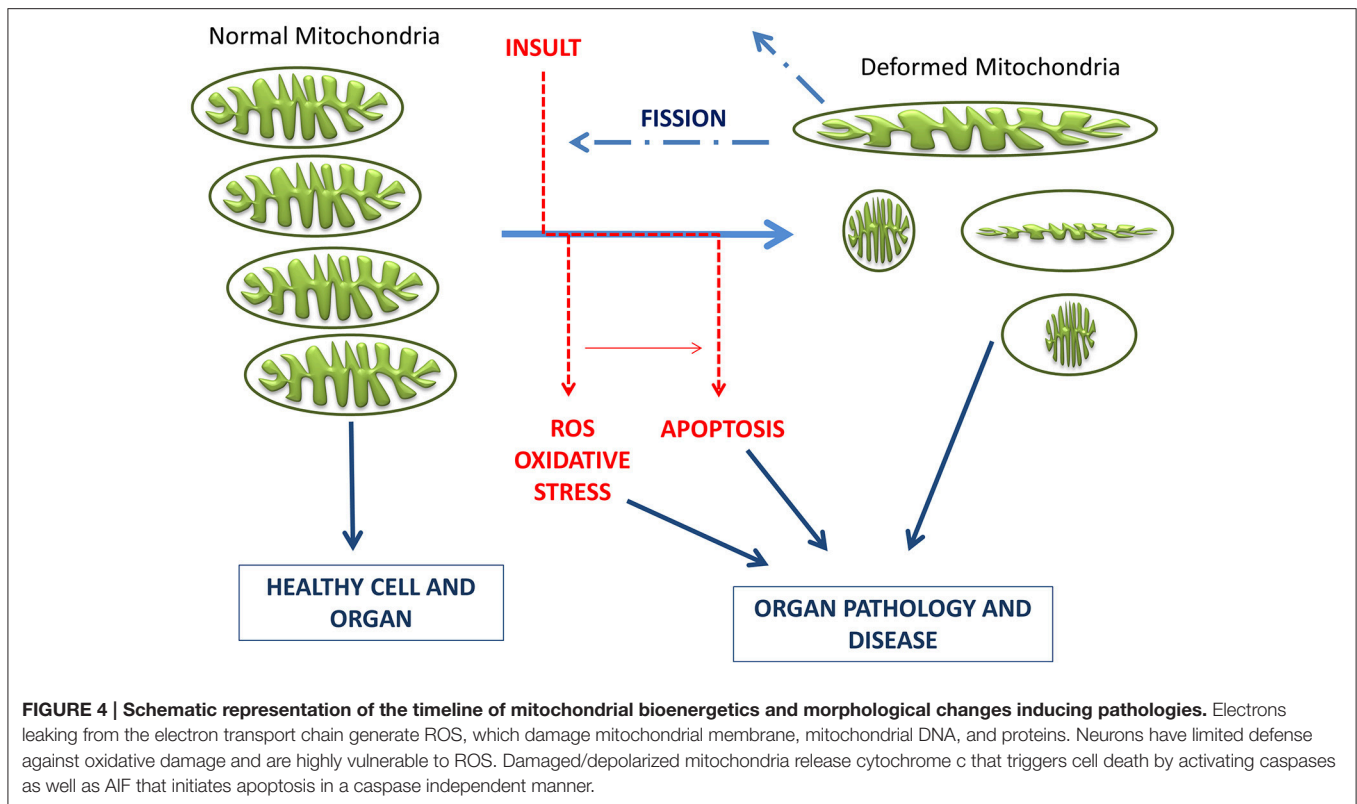 Normal Mitochondria
INSULT
Deformed Mitochondria
FISSION
ROS
OXIDATIVE
STRESS
APOPTOSIS
HEALTHY CELL AND
ORGAN
ORGAN PATHOLOGY AND
DISEASE
FIGURE 4 | Schematic representation of the timeline of mitochondrial bioenergetics and morphological changes inducing pathologies. Electrons
leaking from the electron transport chain generate ROS, which damage mitochondrial membrane, mitochondrial DNA, and proteins. Neurons have limited defense
against oxidative damage and are highly vulnerable to ROS. Damaged/depolarized mitochondria release cytochrome c that triggers cell death by activating caspases
as well as AIF that initiates apoptosis in a caspase independent manner.